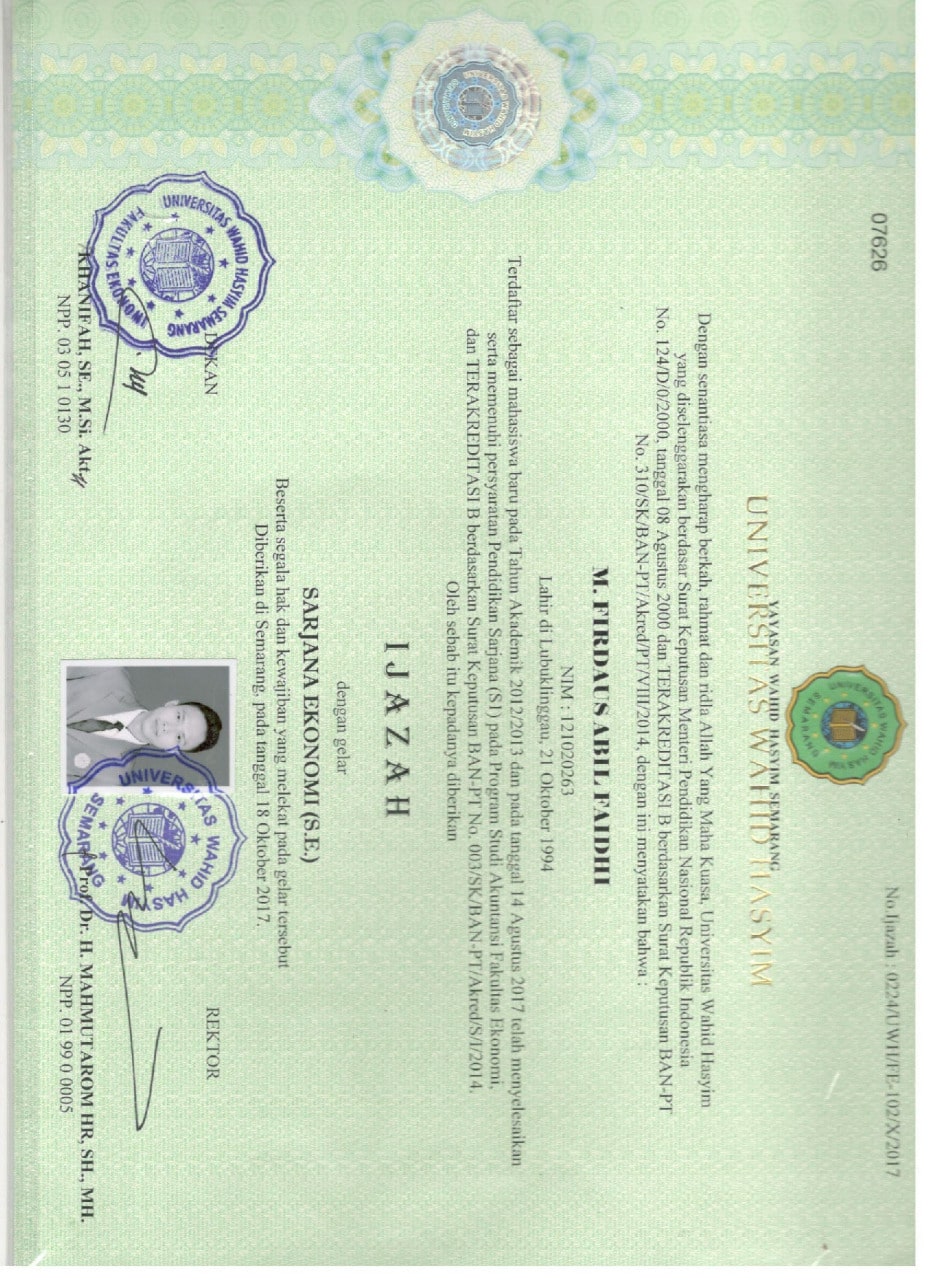 07626
No.Ijazah : 0224/UWH/FE-102/X/2017
UNIVERSITAS WAHID HASYIM
SEMARANG
YAYASAN WAHID HASYIM SEMARANG
UNIVERSITAS WAHID HASYIM
Dengan senantiasa mengharap berkah, rahmat dan ridla Allah Yang Maha Kuasa, Universitas Wahid Hasyim
yang diselenggarakan berdasar Surat Keputusan Menteri Pendidikan Nasional Republik Indonesia
No. 124/D/0/2000, tanggal 08 Agustus 2000 dan TERAKREDITASI B berdasarkan Surat Keputusan BAN-PT
No. 310/SK/BAN-PT/Akred/PT/VIII/2014, dengan ini menyatakan bahwa :
M. FIRDAUS ABIL FAIDHI
NIM : 12102063
Lahir di Lubuklinggau, 21 Oktober 1994
Terdaftar sebagai mahasiswa baru pada Tahun Akademik 2012/2013 dan pada tanggal 14 Agustus 2017 telah menyelesaikan
serta memenuhi persyaratan Pendidikan Sarjana (S1) pada Program Studi Akuntansi Fakultas Ekonomi,
dan TERAKREDITASI B berdasarkan Surat Keputusan BAN-PT No. 003/SK/BAN-PT/Akred/S/I/2014.
Oleh sebab itu kepadanya diberikan
I J A Z A H
dengan gelar
SARJANA EKONOMI (S.E.)
Beserta segala hak dan kewajiban yang melekat pada gelar tersebut
Diberikan di Semarang, pada tanggal 18 Oktober 2017.
DEKAN
UNIVERSITAS WAHID HASYIM SEMARANG
FAKULTAS EKONOMI
KHANIFAH, SE., M.Si. Akt.
NPP. 03 05 1 0130
REKTOR
UNIVERSITAS WAHID HASYIM
SEMARANG
Prof. Dr. H. MAHMUTAROM HR, SH., MH.
NPP. 01 99 0 0005